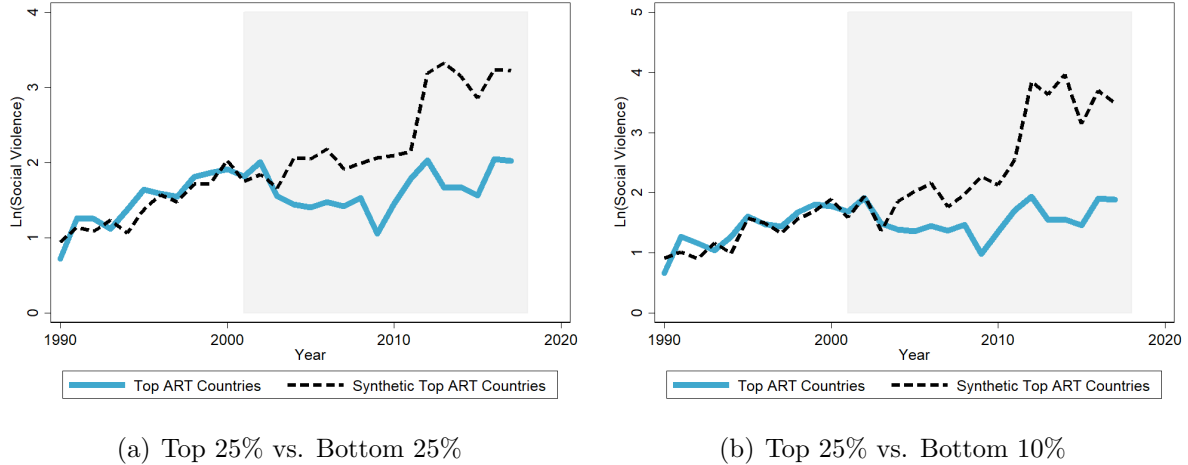 4
3
2
1
0
Ln(Social Violence)
1990 2000 2010 2020
Year
Top ART Countries Synthetic Top ART Countries
(a) Top 25% vs. Bottom 25%
5
4
3
2
1
0
Ln(Social Violence)
1990 2000 2010 2020
Year
Top ART Countries Synthetic Top ART Countries
(b) Top 25% vs. Bottom 10%